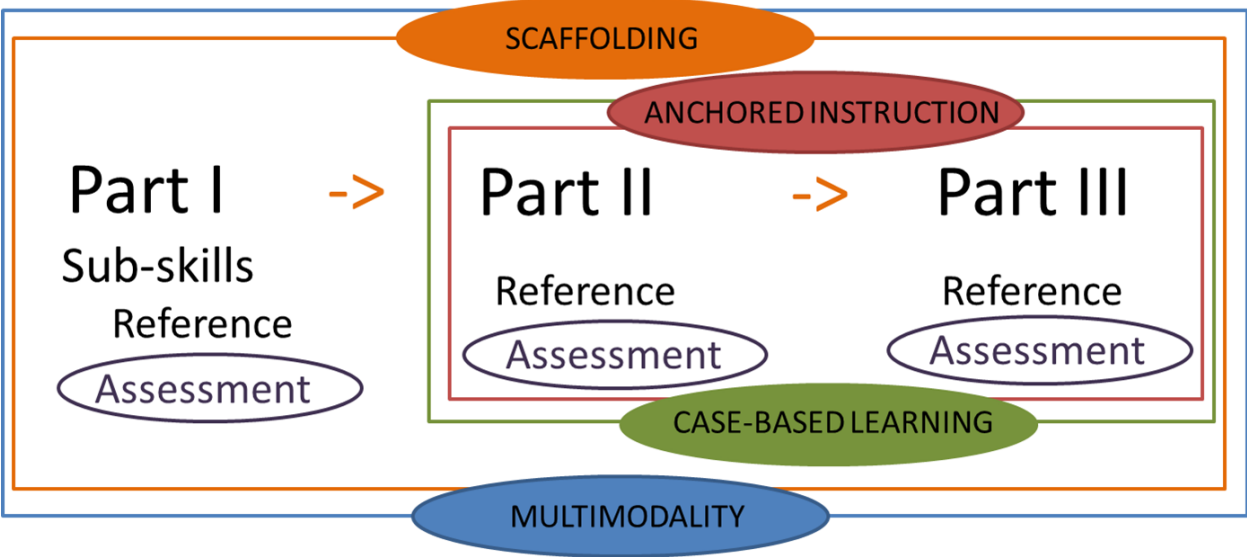 SCAFFOLDING
ANCHORED INSTRUCTION
Part I -> Part II -> Part III
Sub-skills
Reference Reference Reference
Assessment Assessment Assessment
CASE-BASED LEARNING
MULTIMODALITY